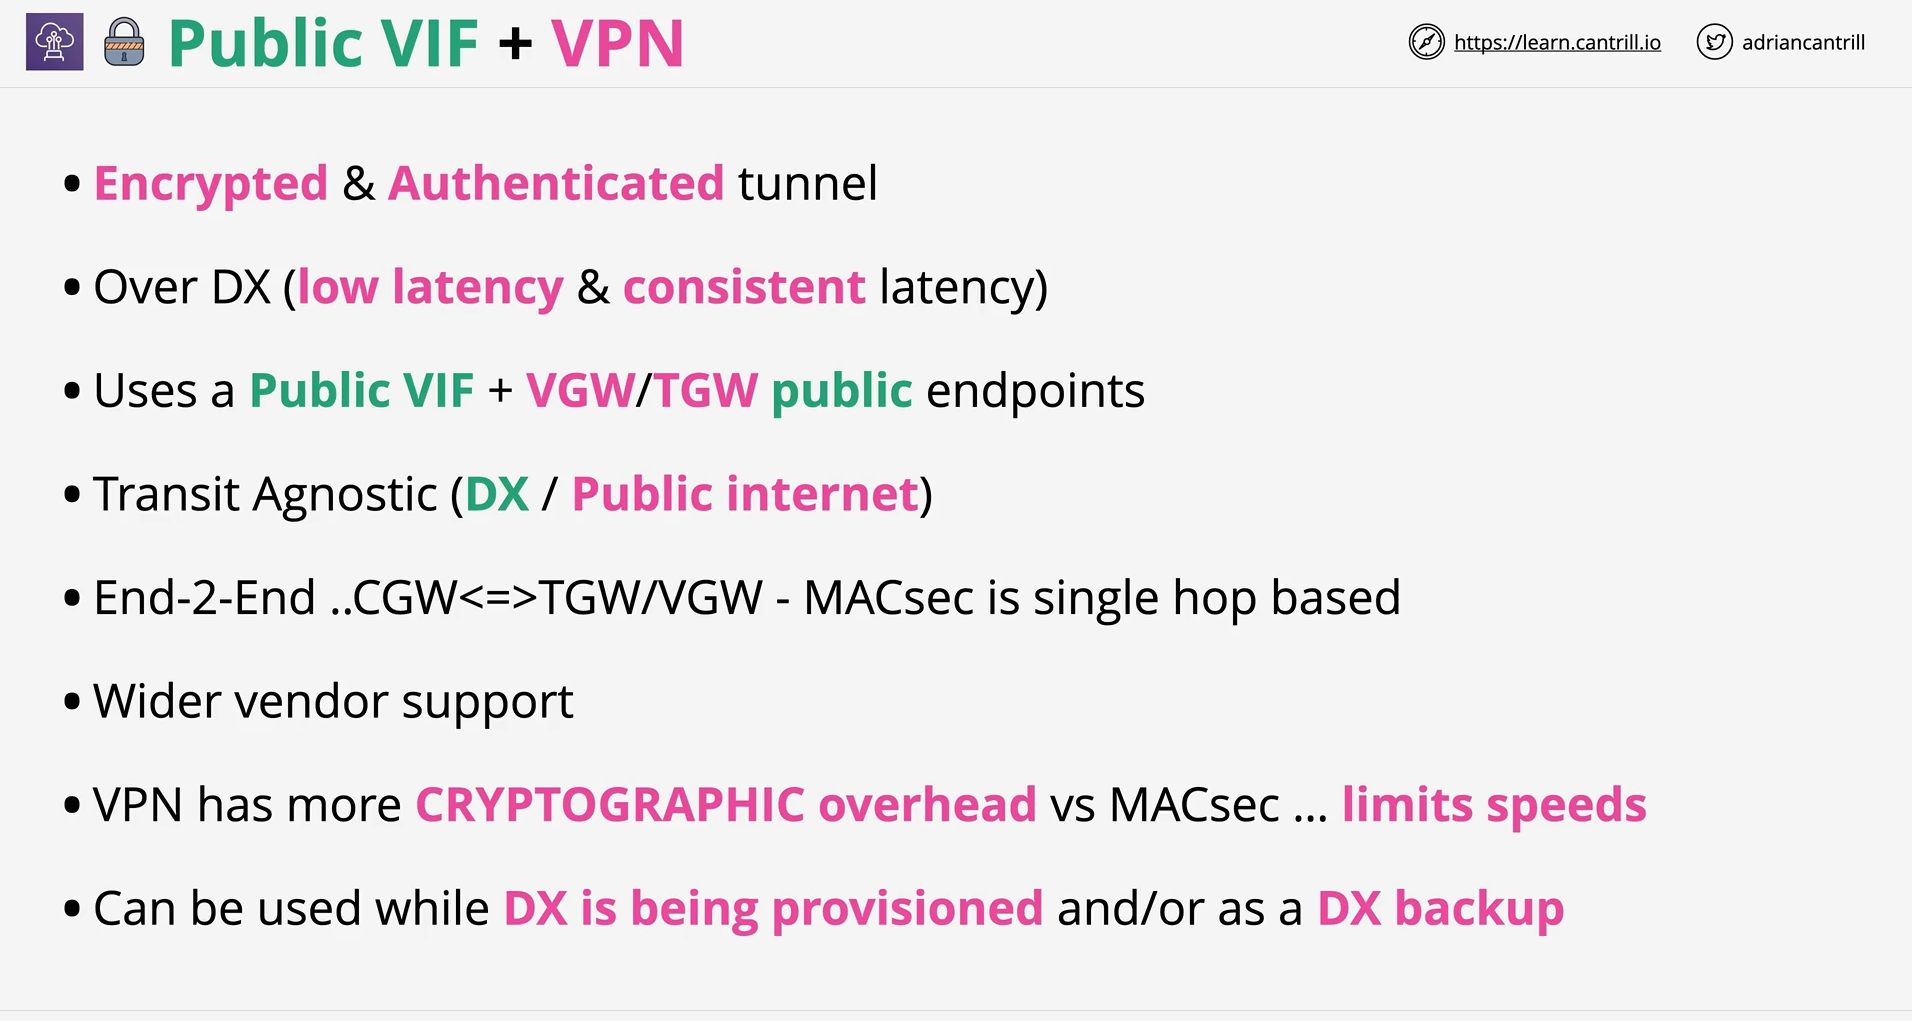 Public VIF + VPN
https://learn.cantrill.io
adriancantrill
• Encrypted & Authenticated tunnel
• Over DX (low latency & consistent latency)
• Uses a Public VIF + VGW/TGW public endpoints
• Transit Agnostic (DX / Public internet)
• End-2-End ..CGW<=>TGW/VGW - MACsec is single hop based
• Wider vendor support
• VPN has more CRYPTOGRAPHIC overhead vs MACsec ... limits speeds
• Can be used while DX is being provisioned and/or as a DX backup